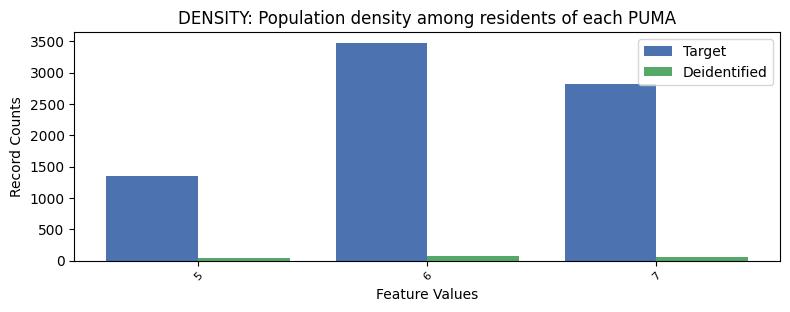 DENSITY: Population density among residents of each PUMA
Target
Deidentified
Record Counts
3500
3000
2500
2000
1500
1000
500
0
5
6
7
Feature Values